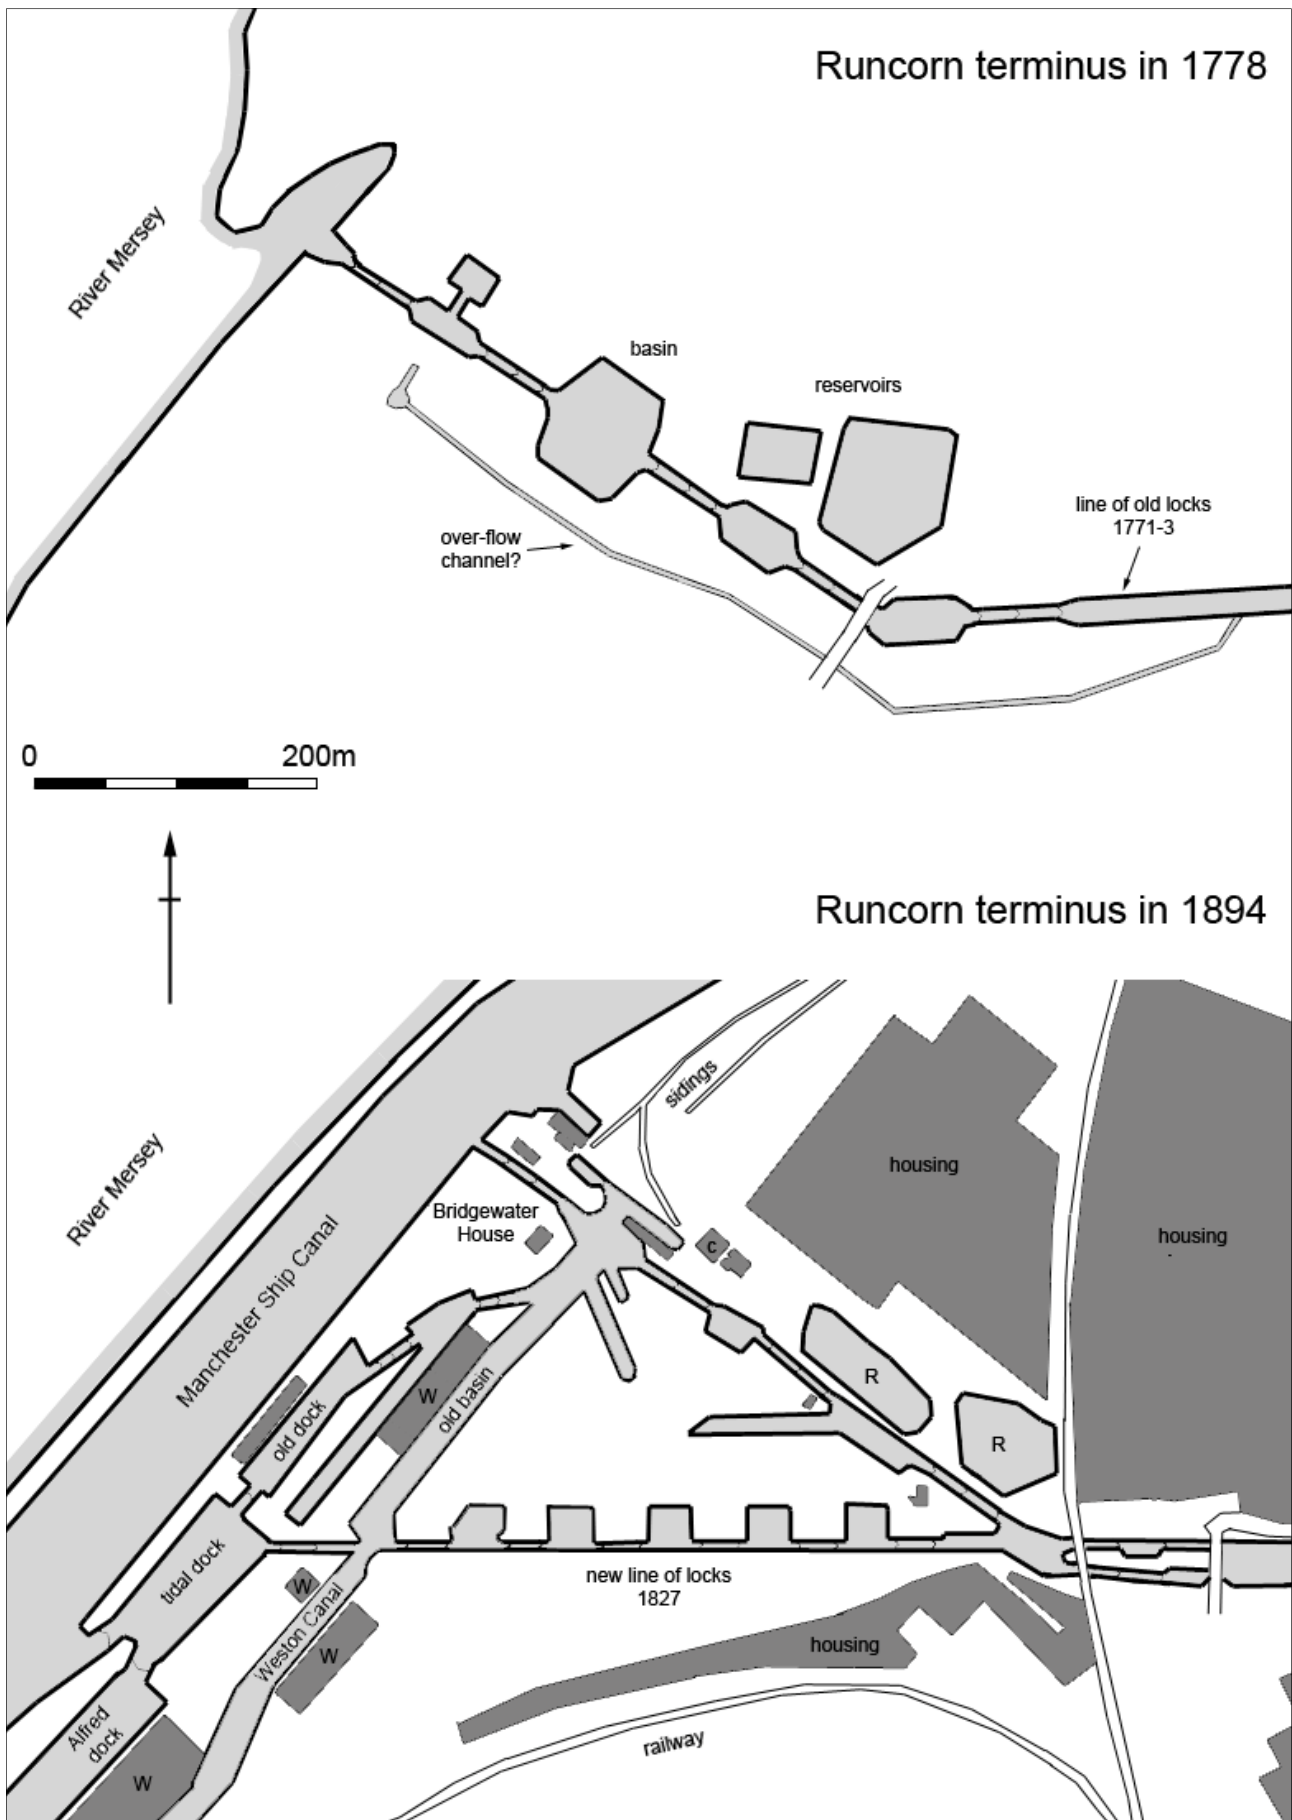 Runcorn terminus in 1778
River Mersey
basin
reservoirs
line of old locks
1771-3
over-flow
channel?
0
200m
Runcorn terminus in 1894
sidings
housing
River Mersey
Bridgewater
House
c
housing
Manchester Ship Canal
R
W
old basin
old dock
R
tidal dock
new line of locks
1827
W
Weston Canal
W
housing
Alfred
dock
railway
W